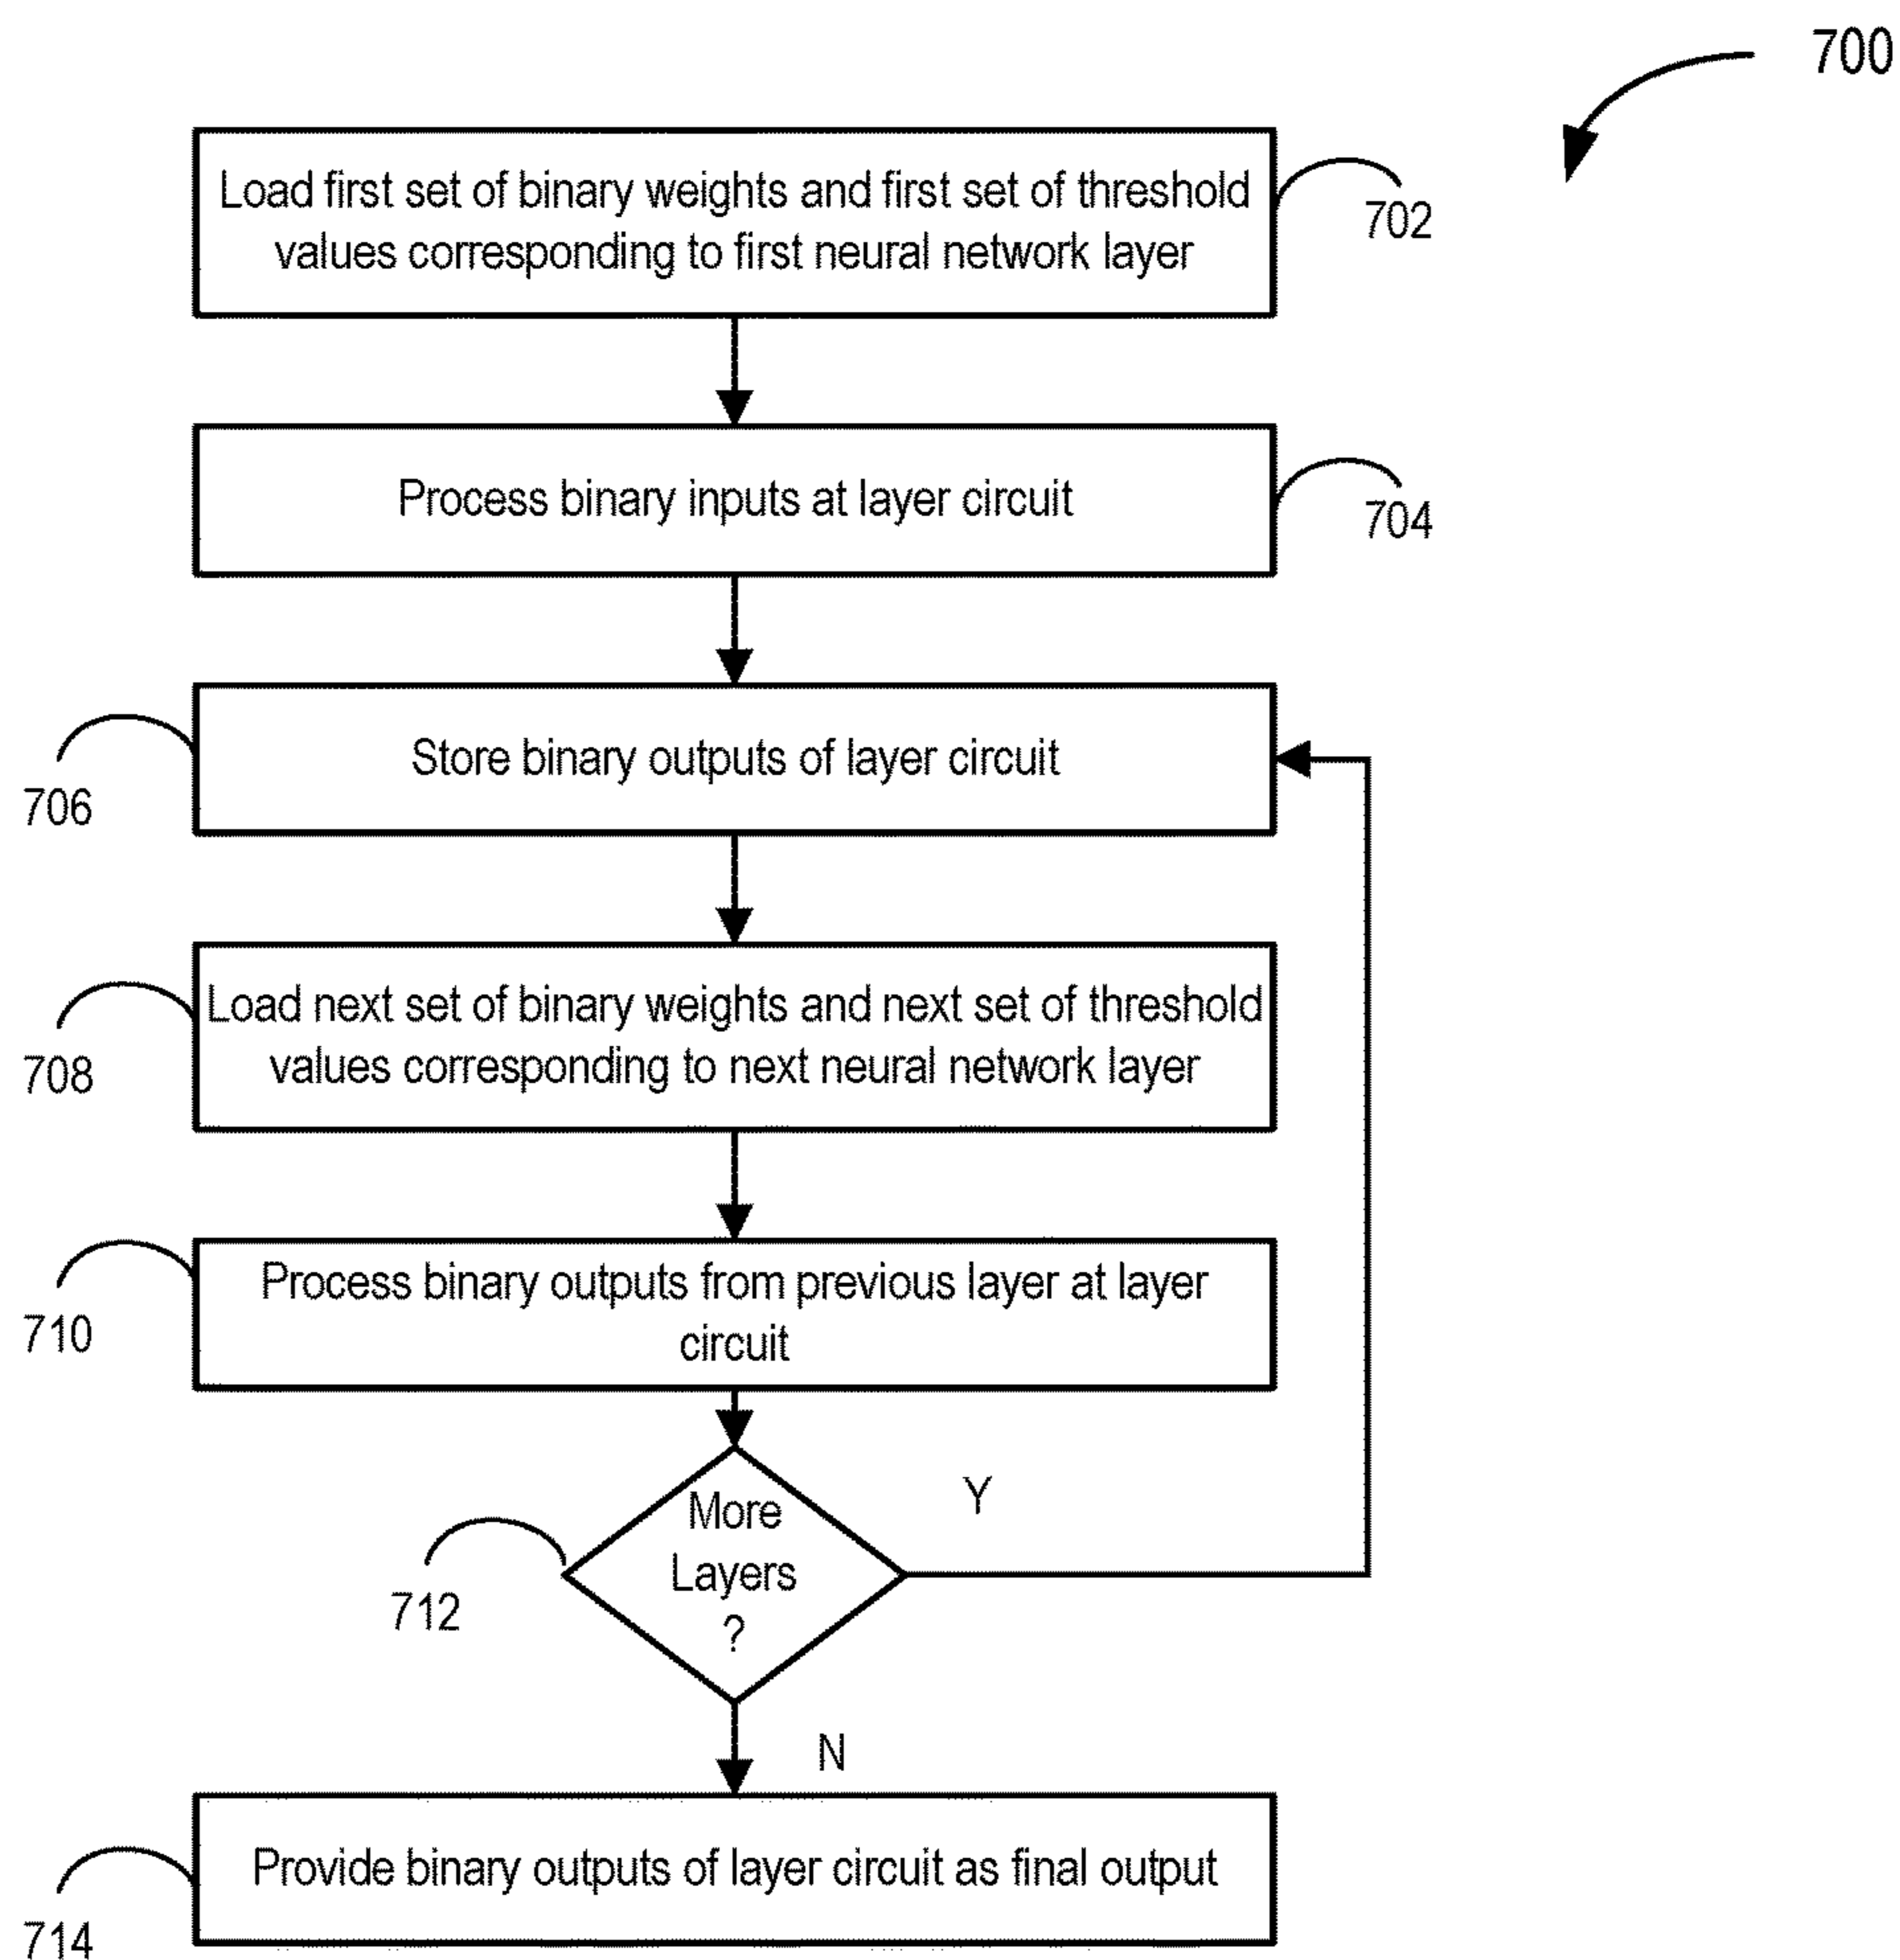 700
Load first set of binary weights and first set of threshold
values corresponding to first neural network layer
702
Process binary inputs at layer circuit
704
Store binary outputs of layer circuit
706
Load next set of binary weights and next set of threshold
values corresponding to next neural network layer
708
Process binary outputs from previous layer at layer
circuit
710
More
Layers
?
Y
712
N
Provide binary outputs of layer circuit as final output
714